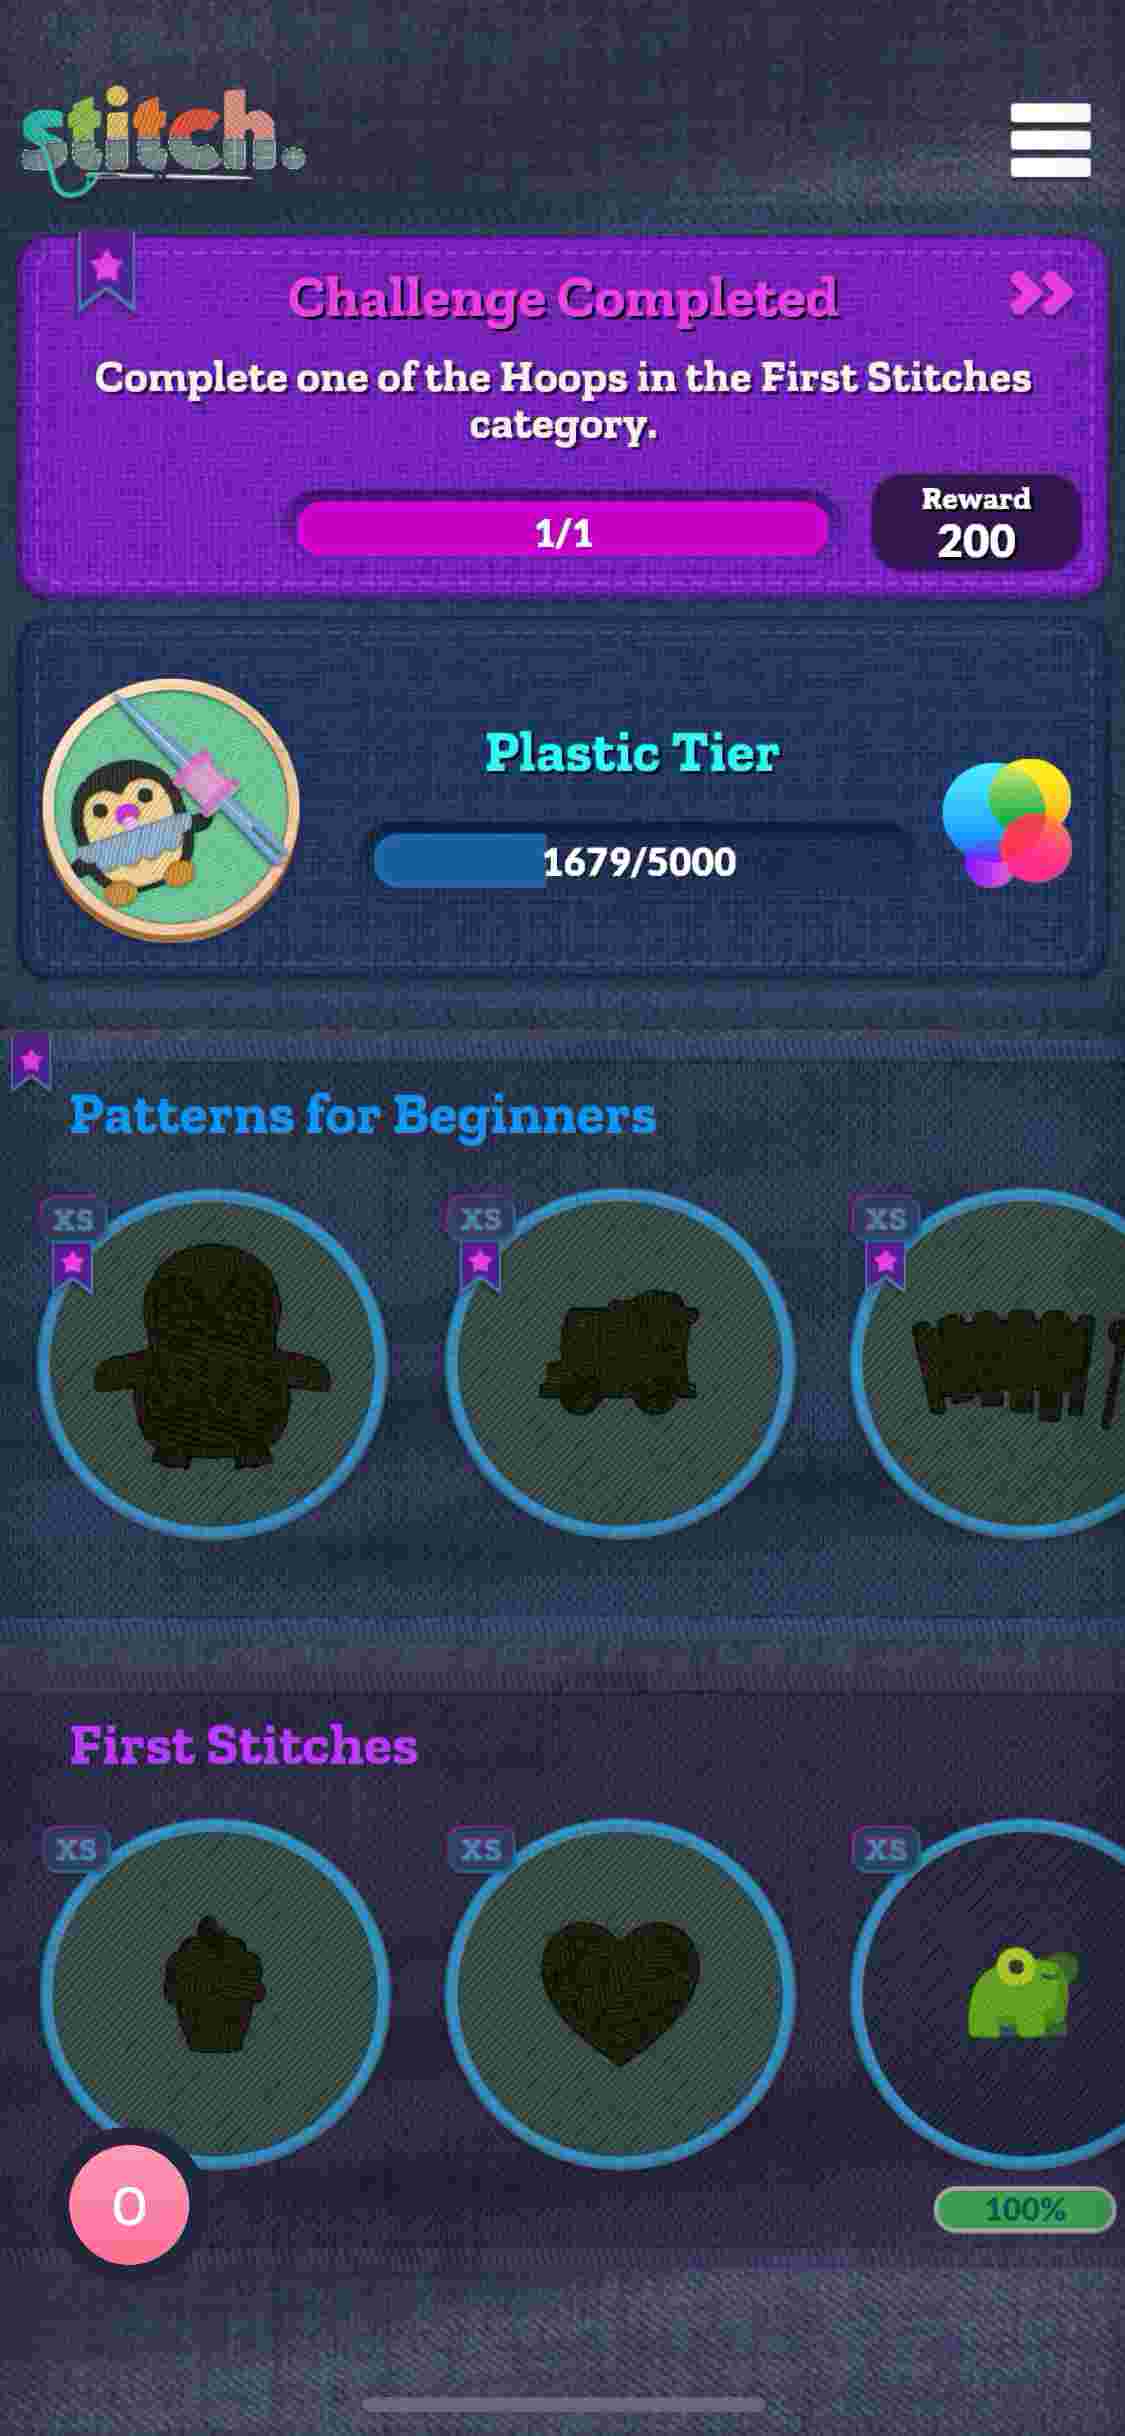 stitch.
Challenge Completed
Complete one of the Hoops in the First Stitches
category.
1/1
Reward
200
Plastic Tier
1679/5000
Patterns for Beginners
XS
XS
XS
First Stitches
XS
XS
XS
0
100%